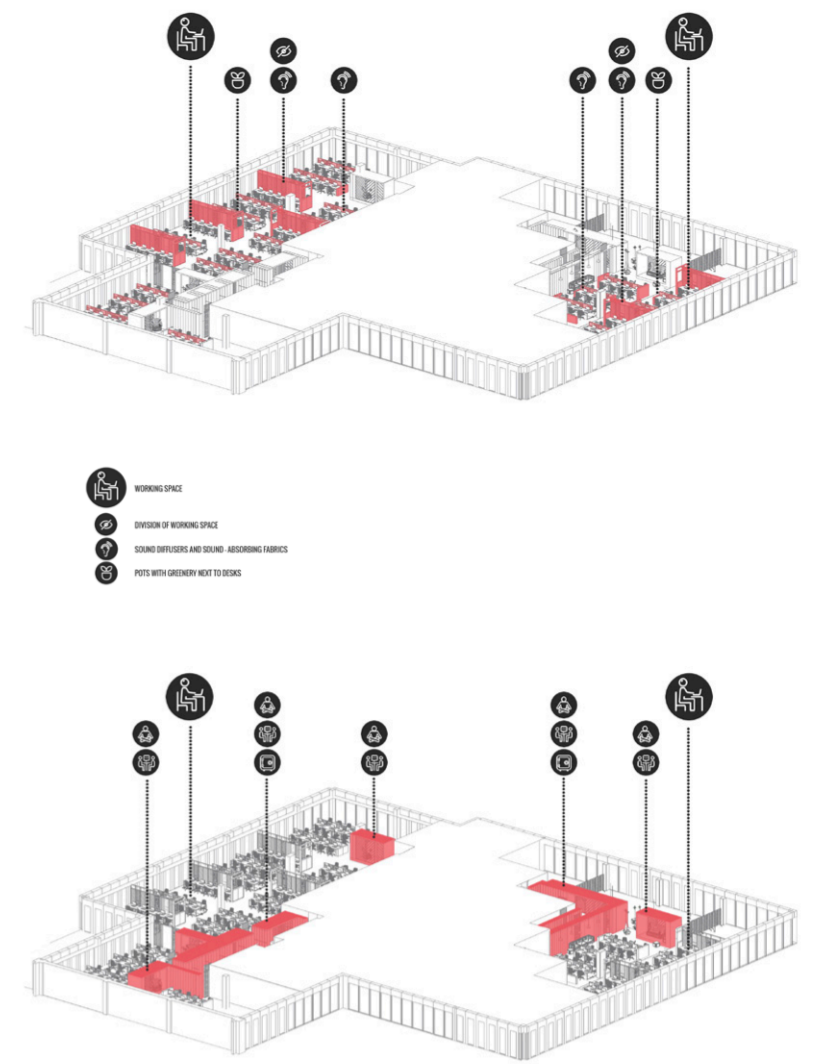 WORKING SPACE
DIVISION OF WORKING SPACE
SOUND DIFFUSERS AND SOUND - ABSORBING FABRICS
POTS WITH GREENERY NEXT TO DESKS